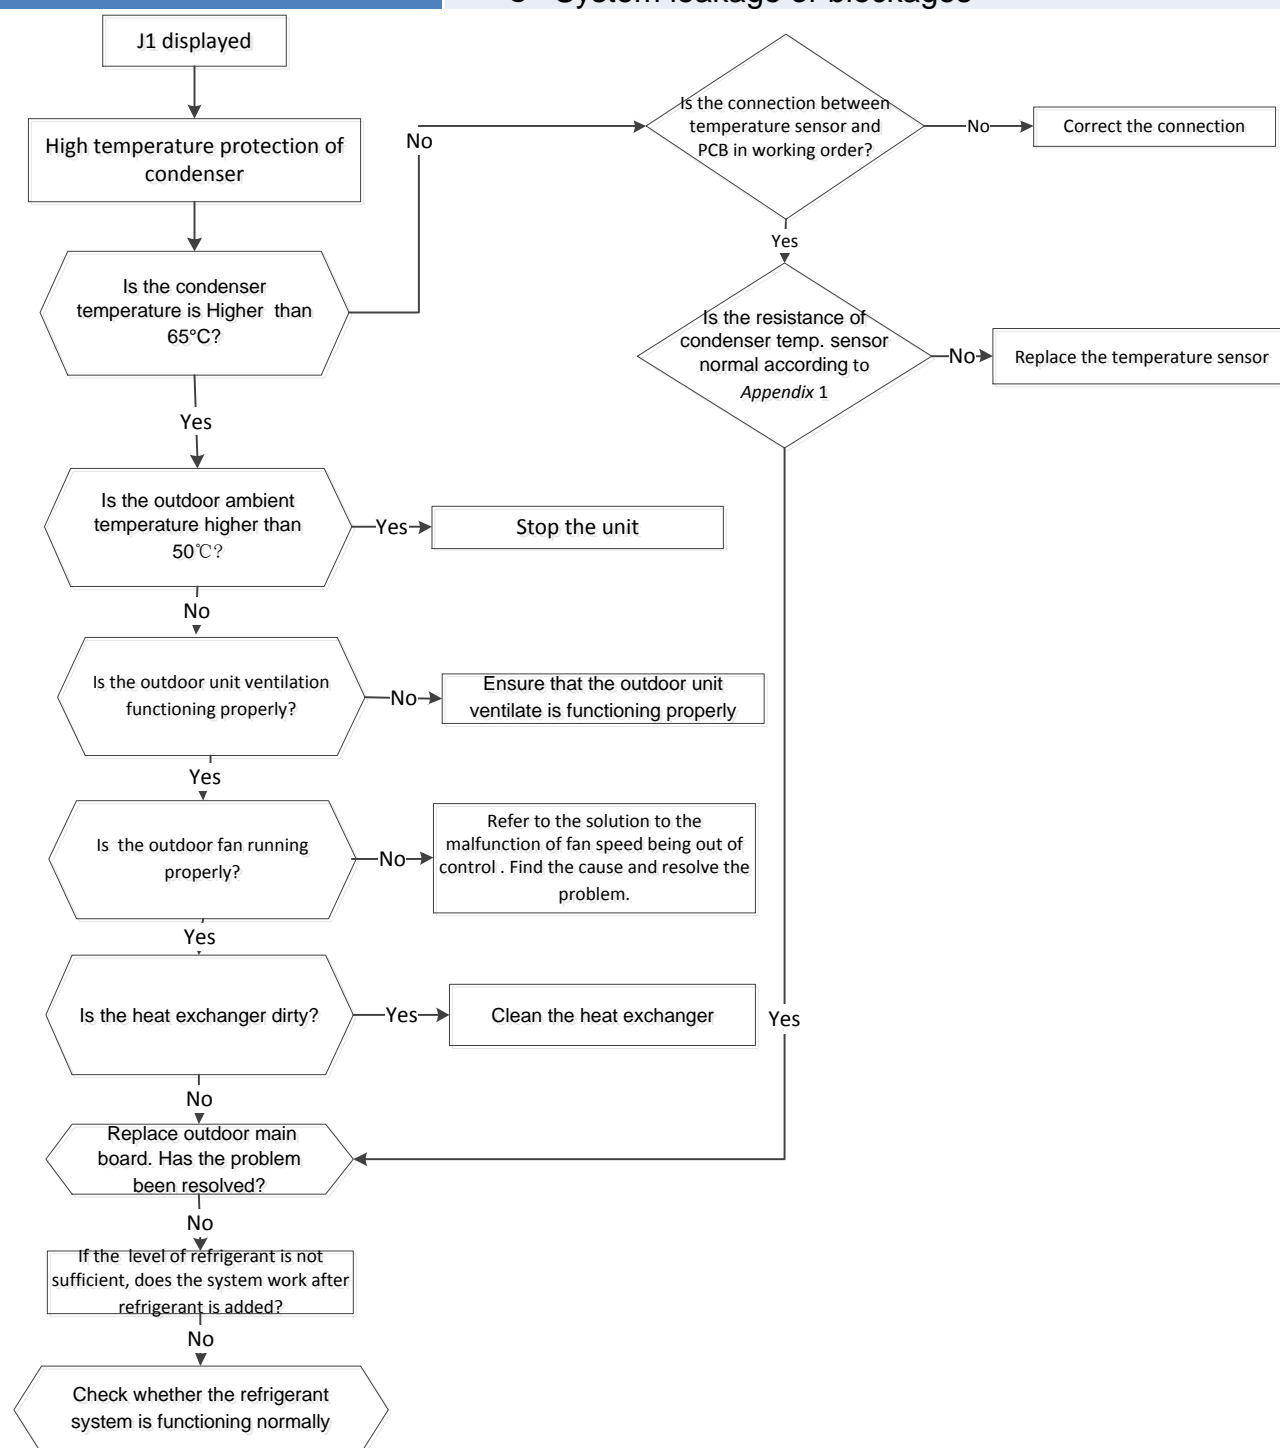 System leakage or blockages
J1 displayed
High temperature protection of
condenser
Is the condenser
temperature is Higher than
65°C?
No
Is the connection between
temperature sensor and
PCB in working order?
No
Correct the connection
Yes
Is the resistance of
condenser temp. sensor
normal according to
Appendix 1
No
Replace the temperature sensor
Yes
Yes
Is the outdoor ambient
temperature higher than
50℃?
Yes
Stop the unit
No
Is the outdoor unit ventilation
functioning properly?
No
Ensure that the outdoor unit
ventilate is functioning properly
Yes
Is the outdoor fan running
properly?
No
Refer to the solution to the
malfunction of fan speed being out of
control . Find the cause and resolve the
problem.
Yes
Is the heat exchanger dirty?
Yes
Clean the heat exchanger
No
Replace outdoor main
board. Has the problem
been resolved?
No
If the level of refrigerant is not
sufficient, does the system work after
refrigerant is added?
No
Check whether the refrigerant
system is functioning normally